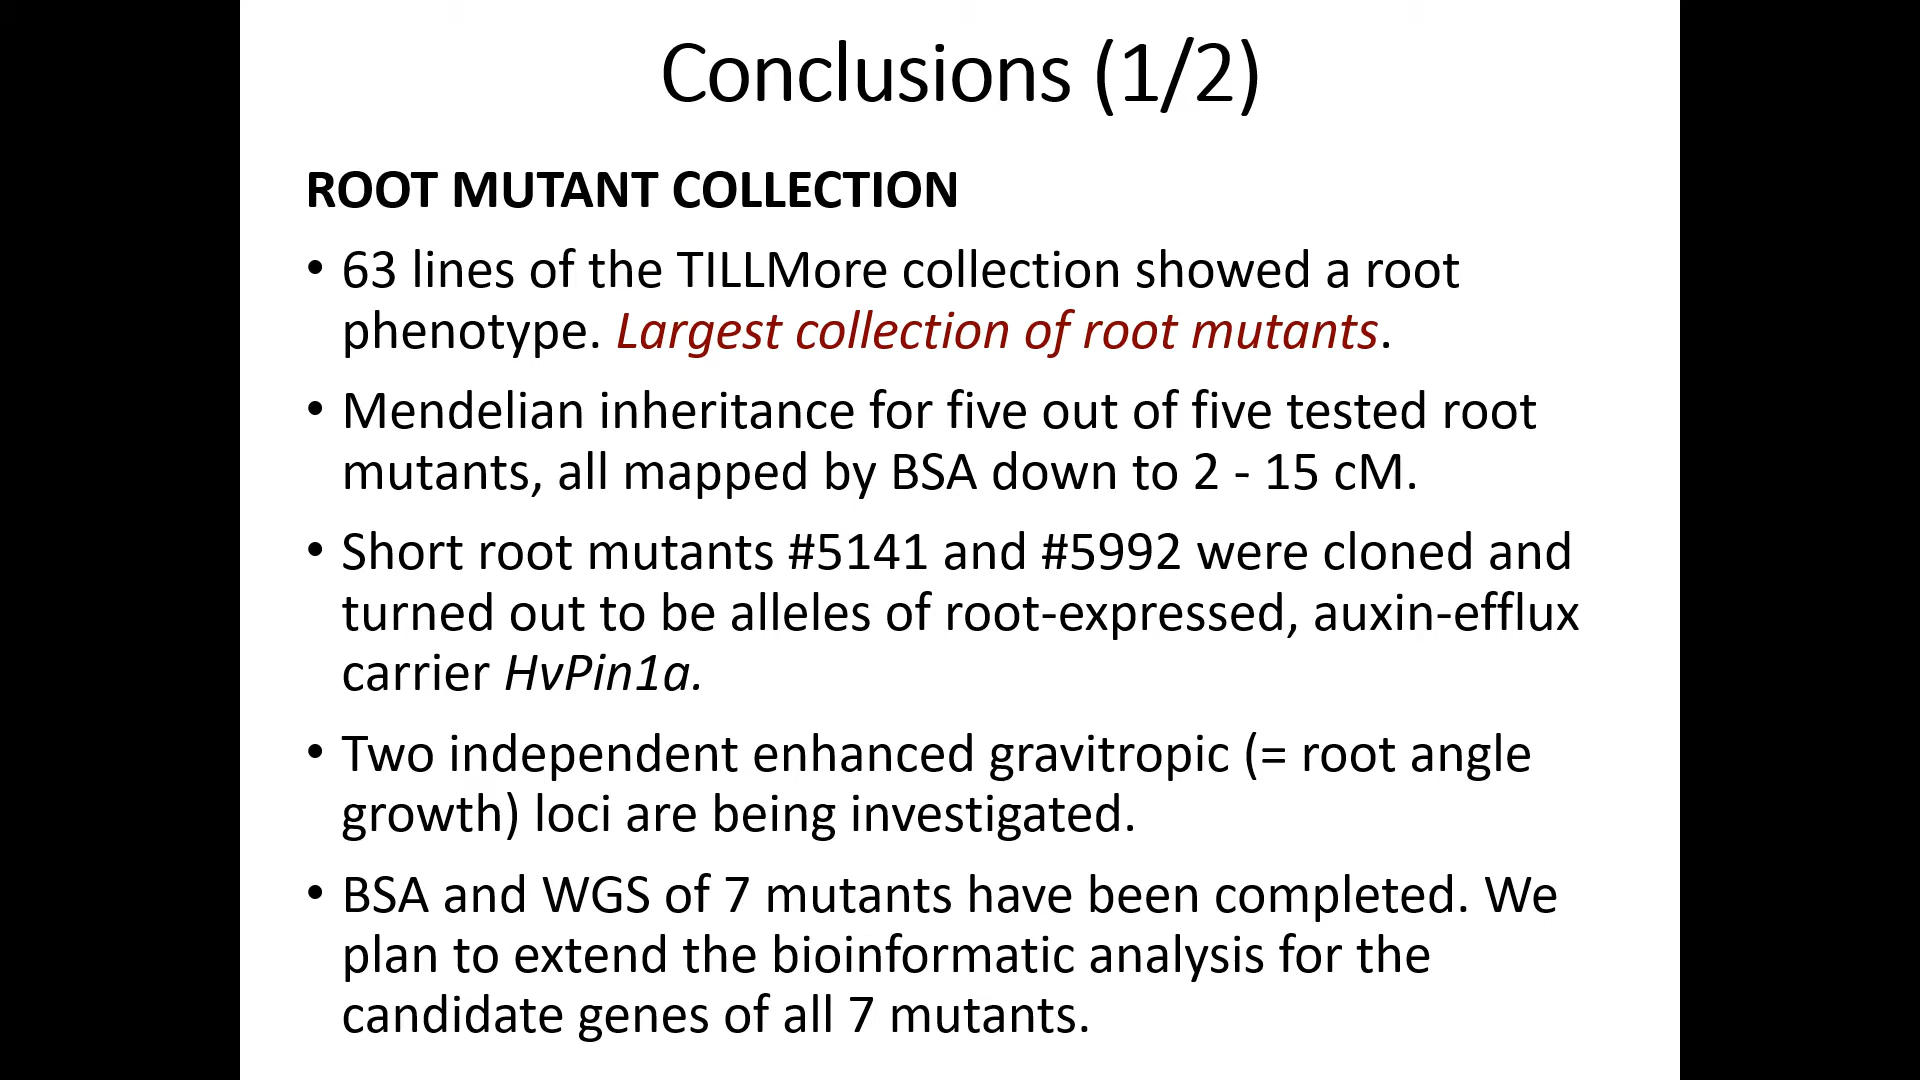 Conclusions (1/2)
ROOT MUTANT COLLECTION
• 63 lines of the TILLMore collection showed a root
phenotype. Largest collection of root mutants.
• Mendelian inheritance for five out of five tested root
mutants, all mapped by BSA down to 2 - 15 cM.
• Short root mutants #5141 and #5992 were cloned and
turned out to be alleles of root-expressed, auxin-efflux
carrier HvPin1a.
• Two independent enhanced gravitropic (= root angle
growth) loci are being investigated.
• BSA and WGS of 7 mutants have been completed. We
plan to extend the bioinformatic analysis for the
candidate genes of all 7 mutants.